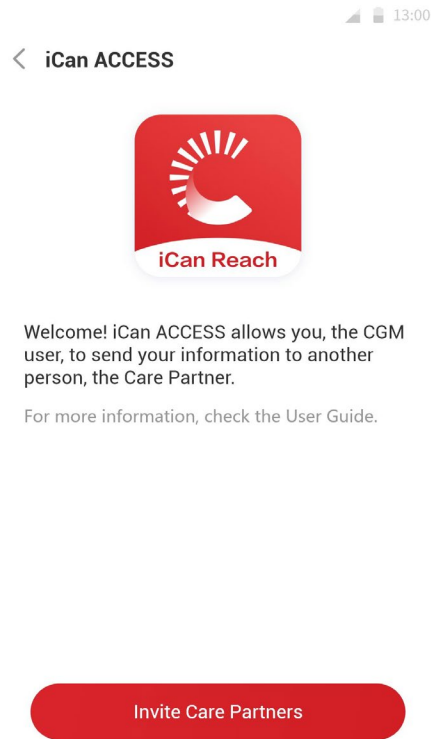 13:00
iCan ACCESS
iCan Reach
Welcome! iCan ACCESS allows you, the CGM
user, to send your information to another
person, the Care Partner.
For more information, check the User Guide.
Invite Care Partners